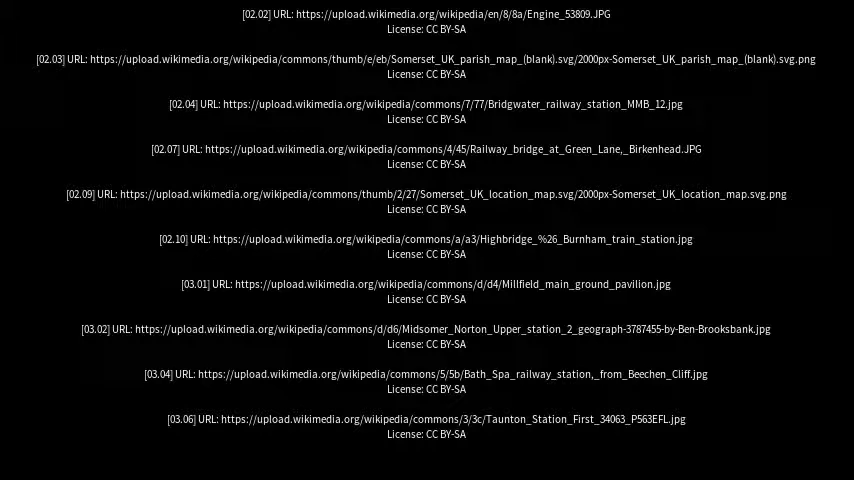 [02.02] URL: https://upload.wikimedia.org/wikipedia/en/8/8a/Engine_53809.JPG
License: CC BY-SA
[02.03] URL: https://upload.wikimedia.org/wikipedia/commons/thumb/e/eb/Somerset_UK_parish_map_(blank).svg/2000px-Somerset_UK_parish_map_(blank).svg.png
License: CC BY-SA
[02.04] URL: https://upload.wikimedia.org/wikipedia/commons/7/77/Bridgwater_railway_station_MMB_12.jpg
License: CC BY-SA
[02.07] URL: https://upload.wikimedia.org/wikipedia/commons/4/45/Railway_bridge_at_Green_Lane,_Birkenhead.JPG
License: CC BY-SA
[02.09] URL: https://upload.wikimedia.org/wikipedia/commons/thumb/2/27/Somerset_UK_location_map.svg/2000px-Somerset_UK_location_map.svg.png
License: CC BY-SA
[02.10] URL: https://upload.wikimedia.org/wikipedia/commons/a/a3/Highbridge_%26_Burnham_train_station.jpg
License: CC BY-SA
[03.01] URL: https://upload.wikimedia.org/wikipedia/commons/d/d4/Millfield_main_ground_pavilion.jpg
License: CC BY-SA
[03.02] URL: https://upload.wikimedia.org/wikipedia/commons/d/d6/Midsomer_Norton_Upper_station_2_geograph-3787455-by-Ben-Brooksbank.jpg
License: CC BY-SA
[03.04] URL: https://upload.wikimedia.org/wikipedia/commons/5/5b/Bath_Spa_railway_station,_from_Beechen_Cliff.jpg
License: CC BY-SA
[03.06] URL: https://upload.wikimedia.org/wikipedia/commons/3/3c/Taunton_Station_First_34063_P563EFL.jpg
License: CC BY-SA